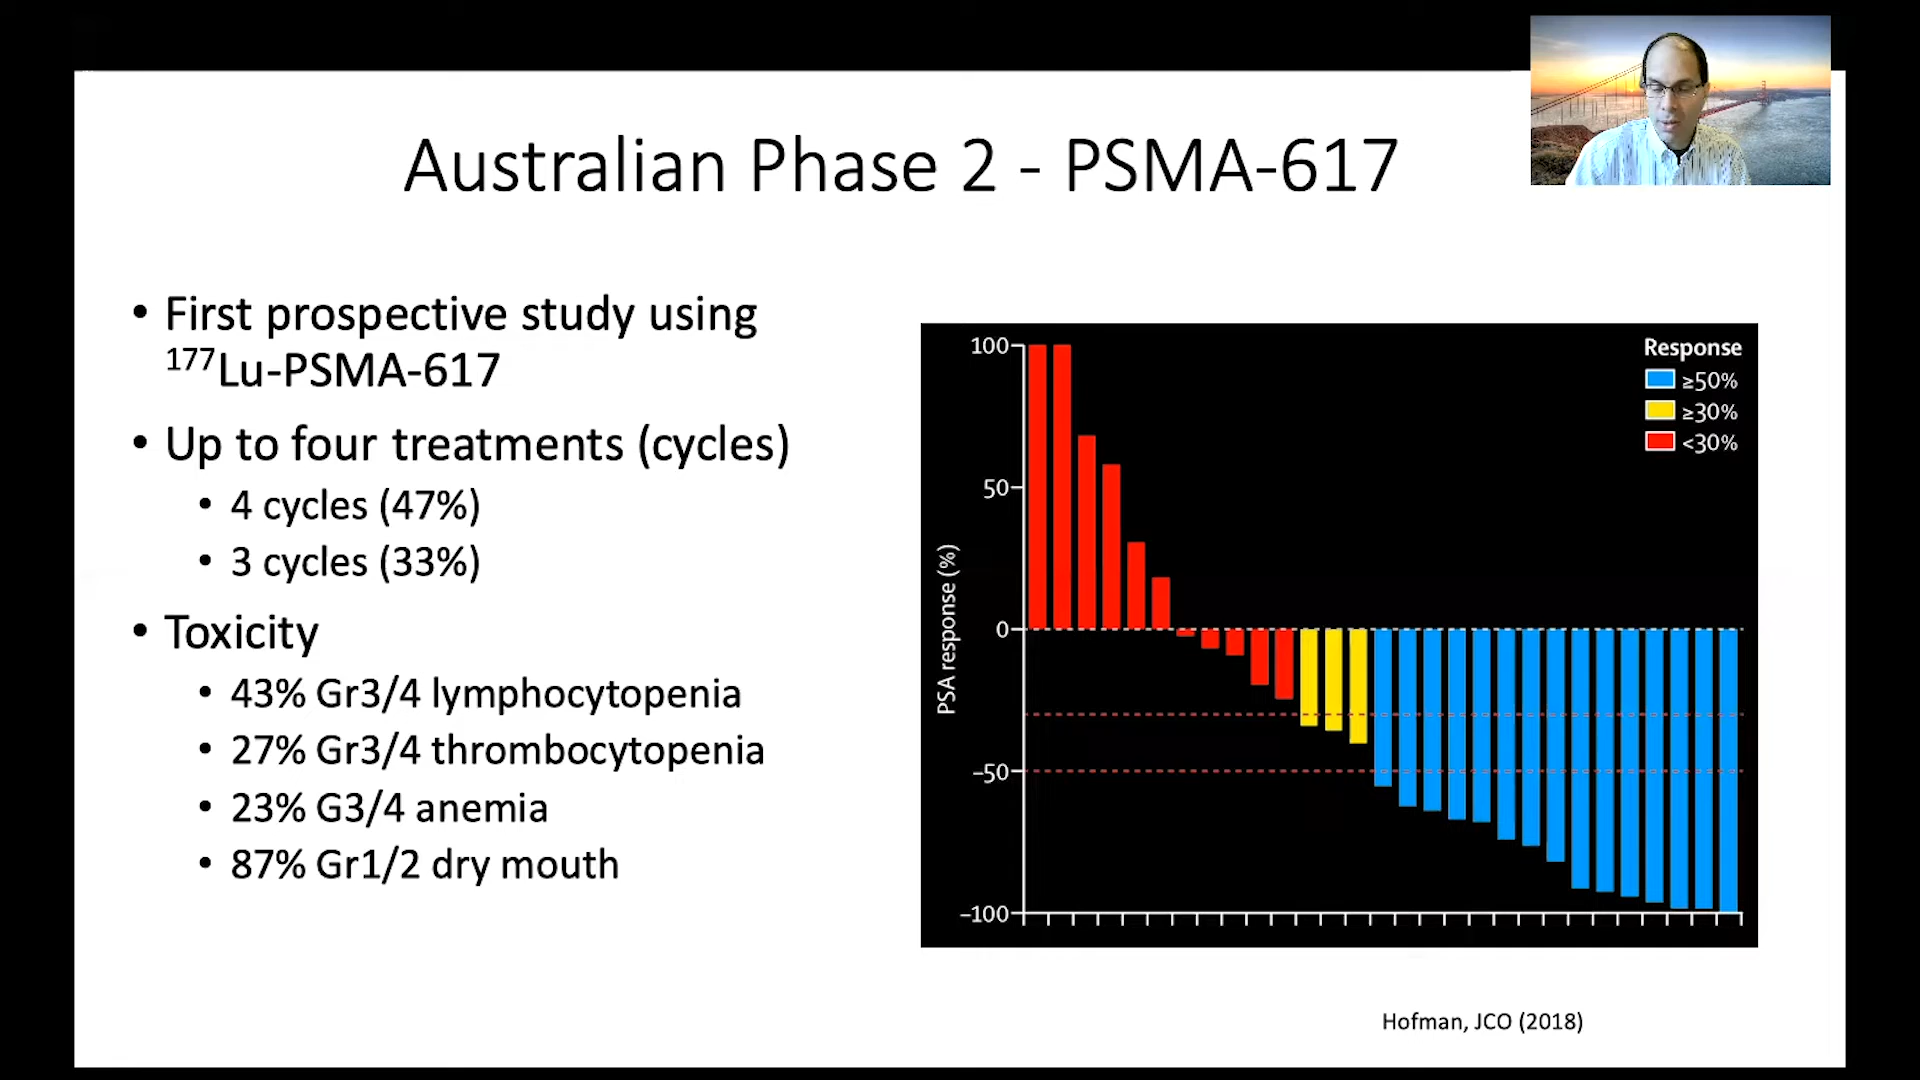 Australian Phase 2 - PSMA-617
• First prospective study using
¹⁷⁷Lu-PSMA-617
• Up to four treatments (cycles)
• 4 cycles (47%)
• 3 cycles (33%)
• Toxicity
• 43% Gr3/4 lymphocytopenia
• 27% Gr3/4 thrombocytopenia
• 23% G3/4 anemia
• 87% Gr1/2 dry mouth
PSA response (%)
100
50
0
−50
−100
Response
≥50%
≥30%
<30%
Hofman, JCO (2018)